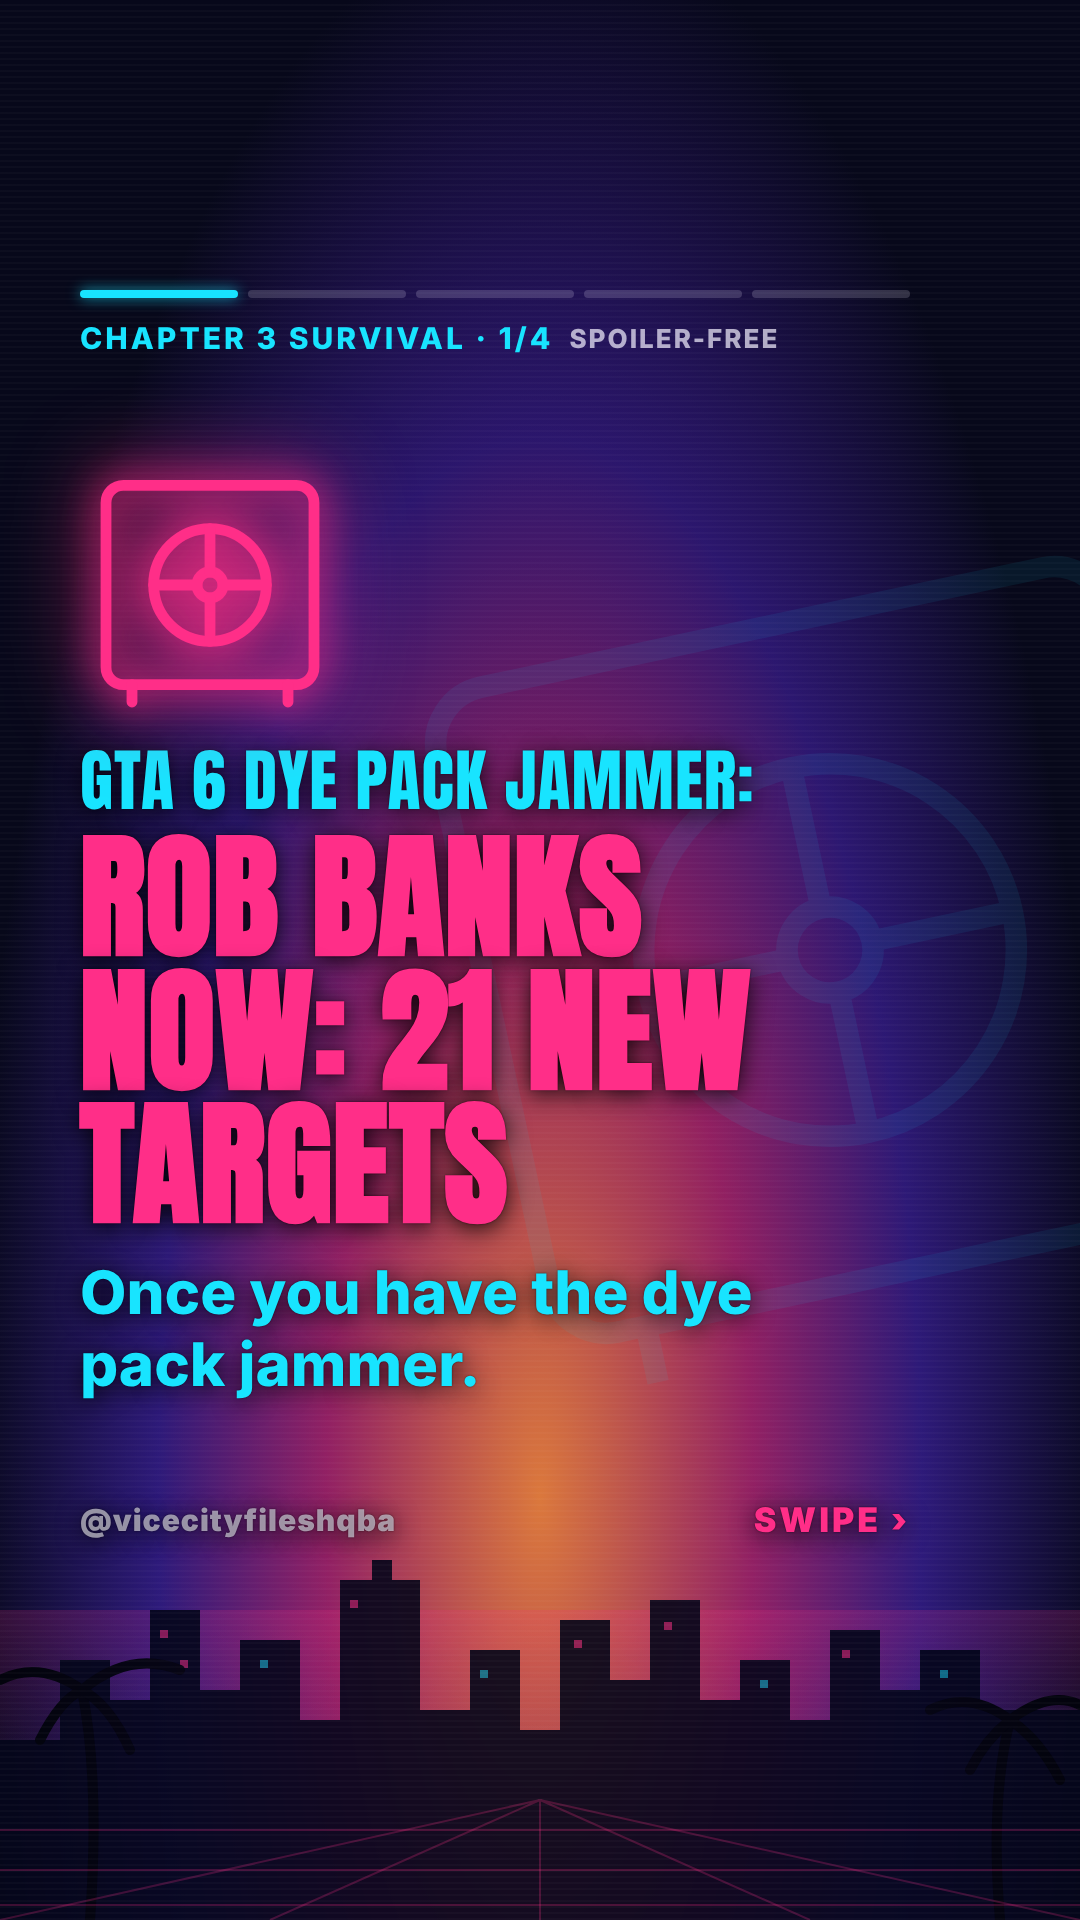 CHAPTER 3 SURVIVAL · 1/4 SPOILER-FREE
GTA 6 DYE PACK JAMMER:
ROB BANKS
NOW: 21 NEW
TARGETS
Once you have the dye
pack jammer.
@vicecityfileshqba
SWIPE ›